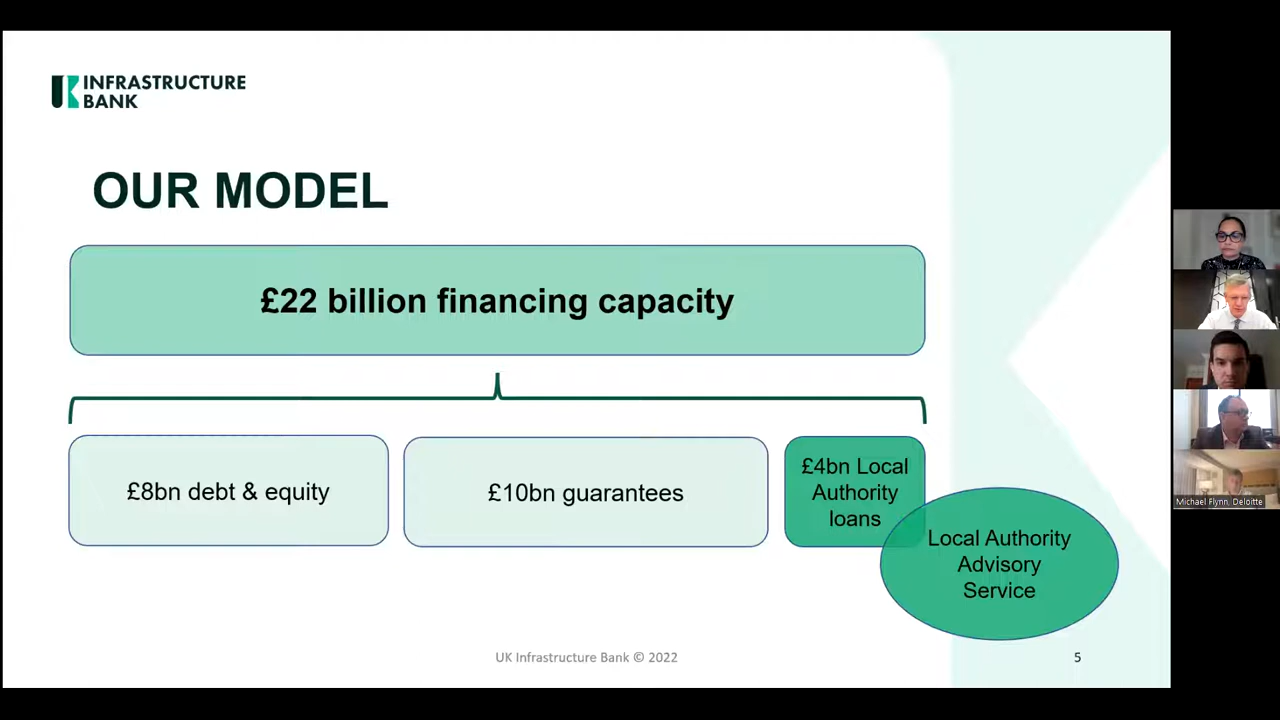 INFRASTRUCTURE
BANK
OUR MODEL
£22 billion financing capacity
£8bn debt & equity
£10bn guarantees
£4bn Local
Authority
loans
Local Authority
Advisory
Service
UK Infrastructure Bank © 2022
5
Michael Flynn, Deloitte